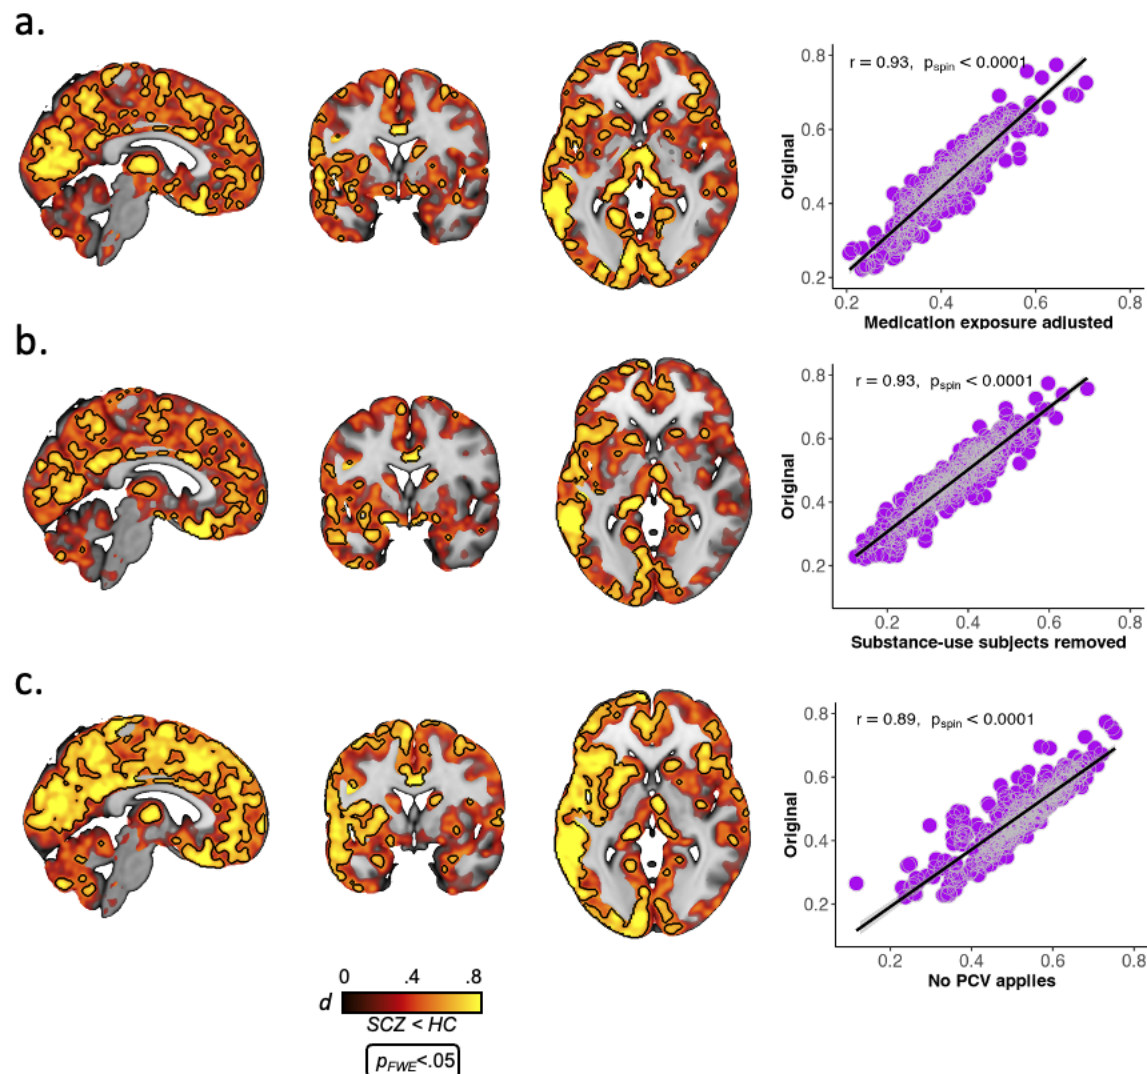 a.
r = 0.93, pspin < 0.0001
Original
0.8
0.6
0.4
0.2
0.2 0.4 0.6 0.8
Medication exposure adjusted
b.
r = 0.93, pspin < 0.0001
Original
0.8
0.6
0.4
0.2
0.2 0.4 0.6 0.8
Substance-use subjects removed
c.
r = 0.89, pspin < 0.0001
Original
0.8
0.6
0.4
0.2
0.2 0.4 0.6 0.8
No PCV applies
0 .4 .8
d
SCZ < HC
pFWE<.05